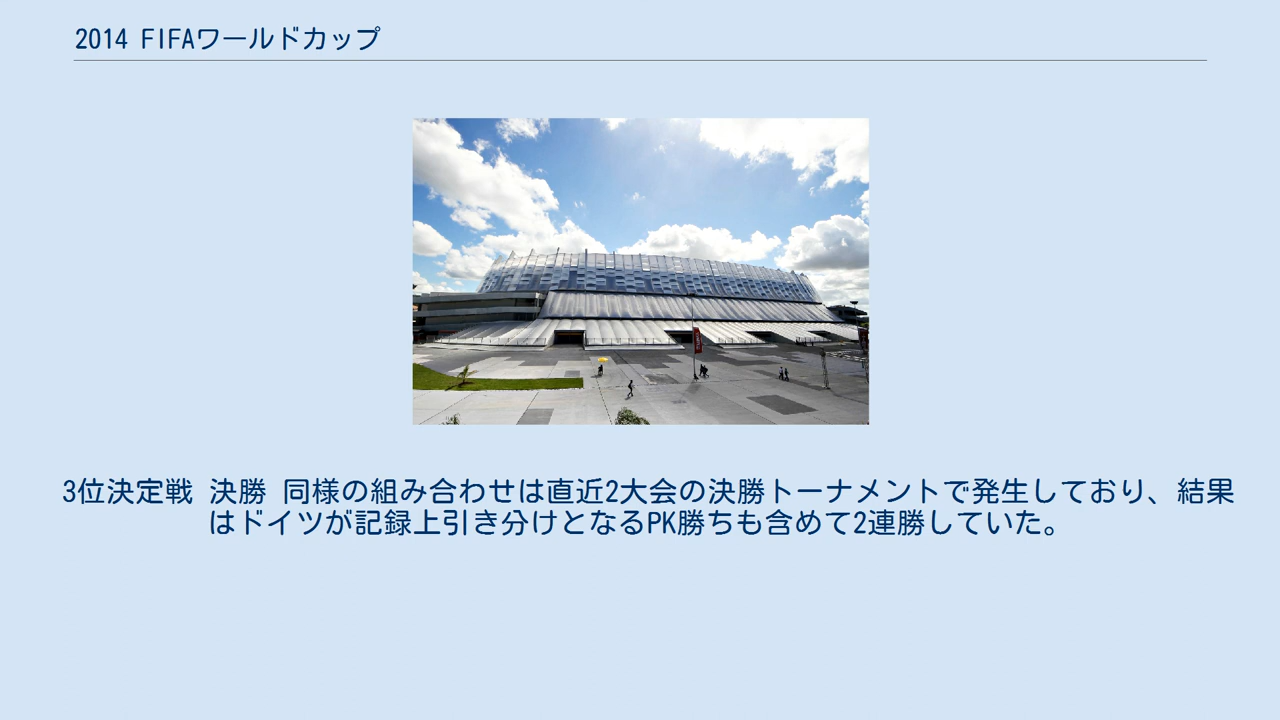 2014 FIFAワールドカップ
3位決定戦 決勝 同様の組み合わせは直近2大会の決勝トーナメントで発生しており、結果
はドイツが記録上引き分けとなるPK勝ちも含めて2連勝していた。